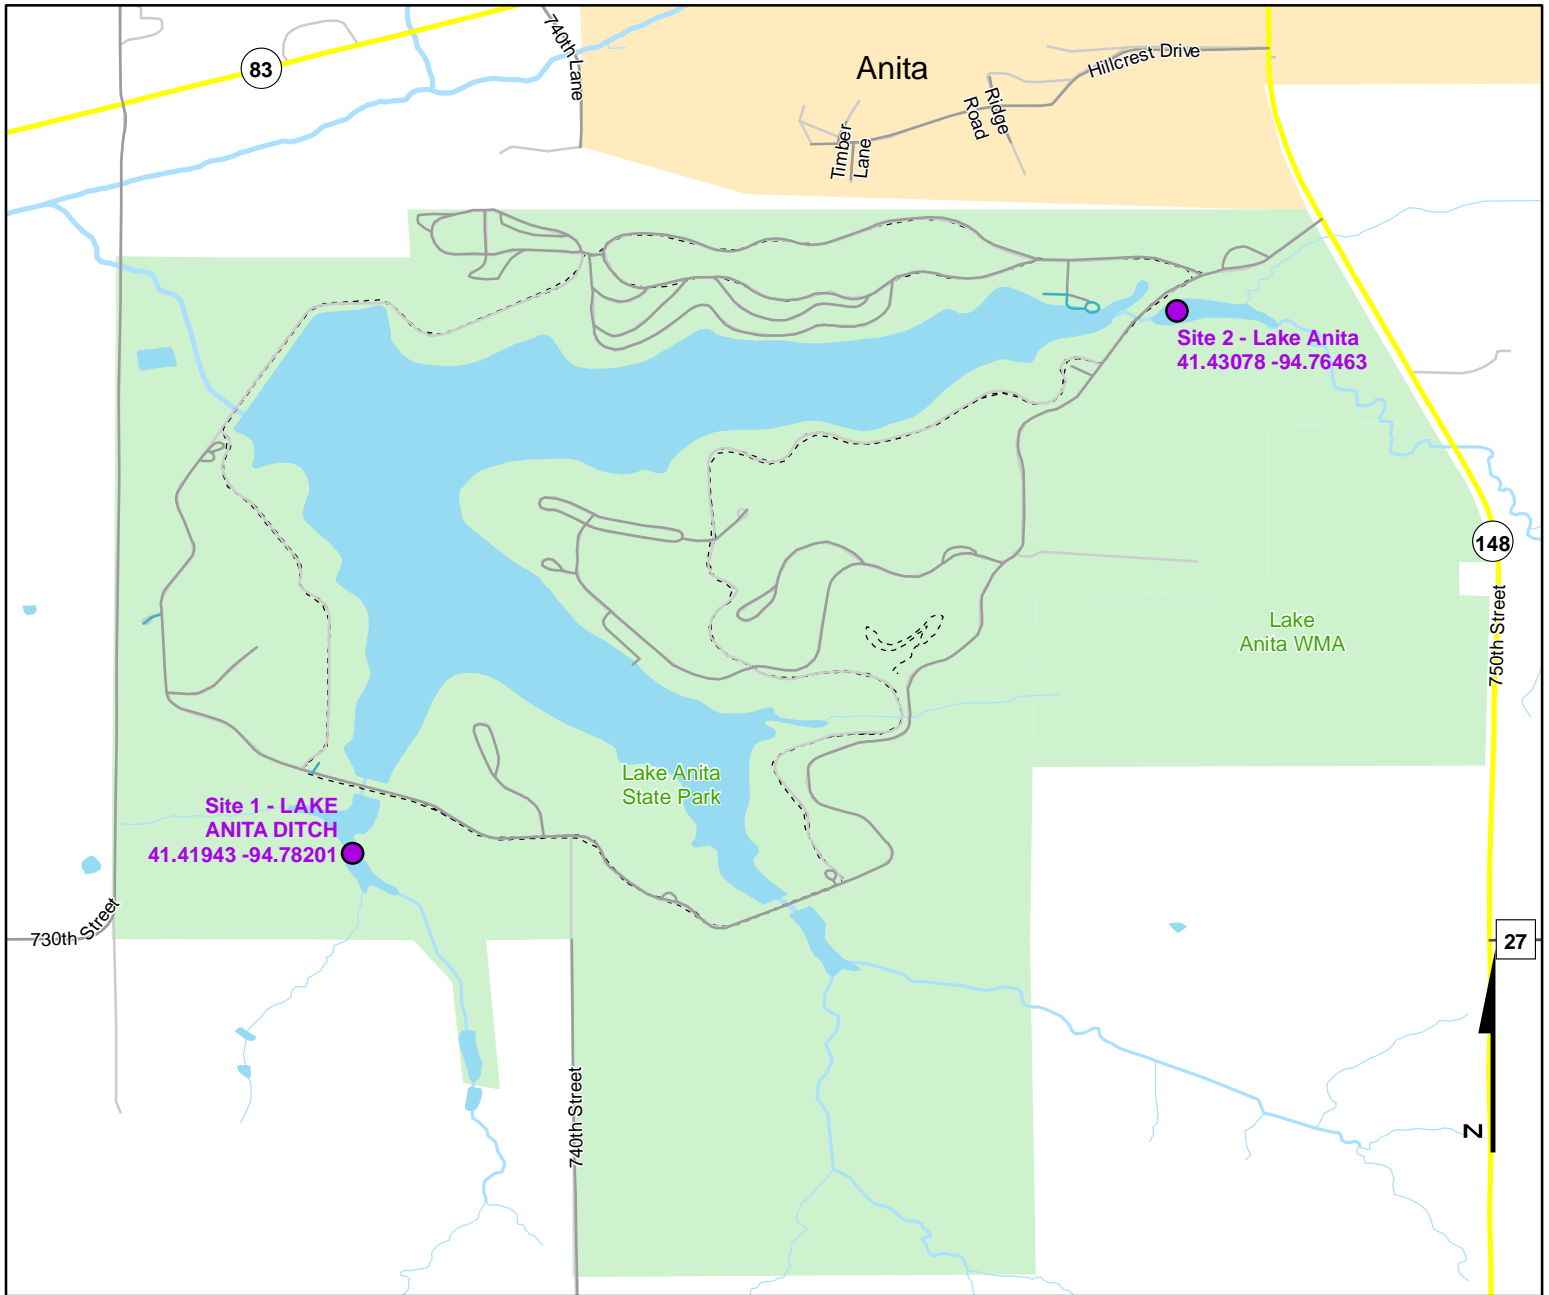 740th Lane
83
Anita
Hillcrest Drive
Ridge
Road
Timber
Lane
Site 2 - Lake Anita
41.43078 -94.76463
148
750th Street
Lake
Anita WMA
Lake Anita
State Park
Site 1 - LAKE
ANITA DITCH
41.41943 -94.78201
730th Street
27
740th Street
N